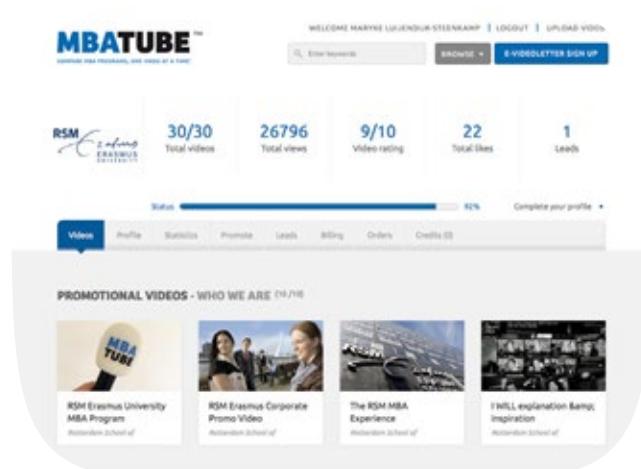 WELCOME MARYKE LUIJENDIJK-STEENKAMP | LOGOUT | UPLOAD VIDEO
MBATUBE™
COMPARE MBA PROGRAMS, ONE VIDEO AT A TIME!
Enter keywords
BROWSE
E-VIDEOLETTER SIGN UP
RSM
Erasmus
UNIVERSITY
30/30
Total videos
26796
Total views
9/10
Video rating
22
Total likes
1
Leads
Status
92%
Complete your profile
Videos Profile Statistics Promote Leads Billing Orders Credits (0)
PROMOTIONAL VIDEOS - WHO WE ARE (10/10)
MBA
TUBE
RSM Erasmus University
MBA Program
Rotterdam School of
RSM Erasmus Corporate
Promo Video
Rotterdam School of
The RSM MBA
Experience
Rotterdam School of
I WILL explanation &amp;
inspiration
Rotterdam School of